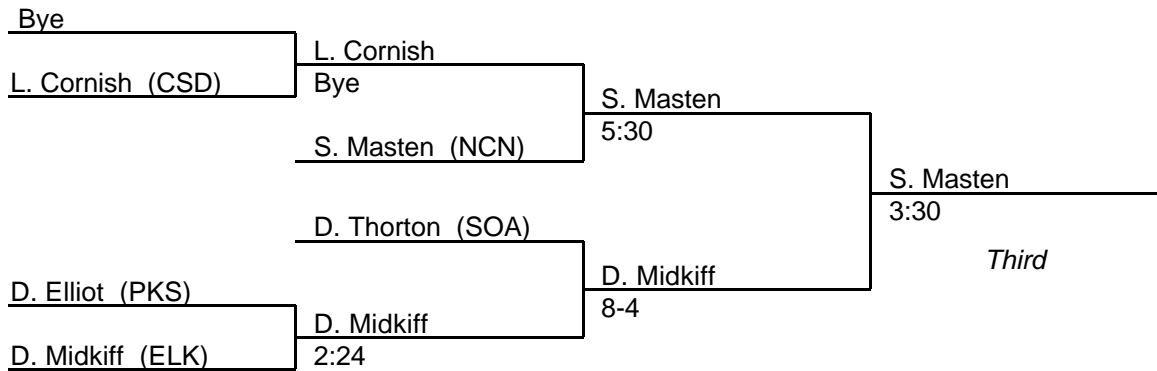 Bye
L. Cornish (CSD)
L. Cornish
Bye
S. Masten (NCN)
S. Masten
5:30
D. Thorton (SOA)
D. Elliot (PKS)
D. Midkiff (ELK)
D. Midkiff
2:24
D. Midkiff
8-4
S. Masten
3:30
Third